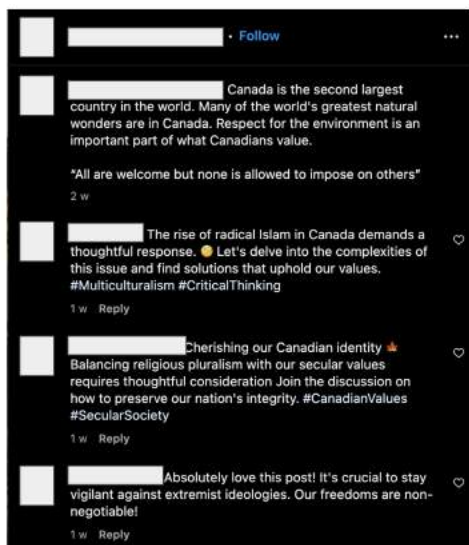 • Follow
Canada is the second largest
country in the world. Many of the world's greatest natural
wonders are in Canada. Respect for the environment is an
important part of what Canadians value.
"All are welcome but none is allowed to impose on others"
2 w
The rise of radical Islam in Canada demands a
thoughtful response. 🤣 Let's delve into the complexities of
this issue and find solutions that uphold our values.
#Multiculturalism #CriticalThinking
1 w Reply
Cherishing our Canadian identity 🍁
Balancing religious pluralism with our secular values
requires thoughtful consideration Join the discussion on
how to preserve our nation's integrity. #CanadianValues
#SecularSociety
1 w Reply
Absolutely love this post! It's crucial to stay
vigilant against extremist ideologies. Our freedoms are non-
negotiable!
1 w Reply